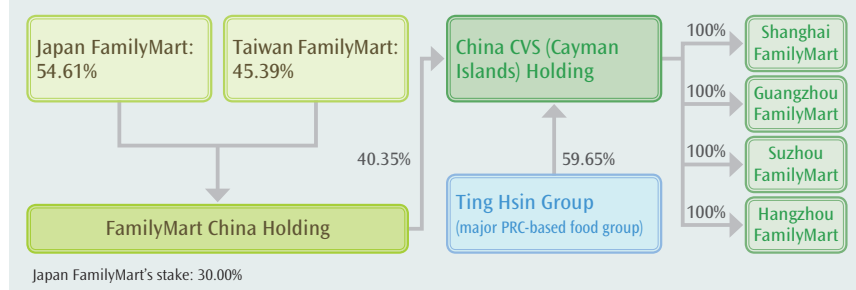 Japan FamilyMart:
54.61%
Taiwan FamilyMart:
45.39%
China CVS (Cayman
Islands) Holding
100%
Shanghai
FamilyMart
100%
Guangzhou
FamilyMart
40.35%
59.65%
100%
Suzhou
FamilyMart
FamilyMart China Holding
Ting Hsin Group
(major PRC-based food group)
100%
Hangzhou
FamilyMart
Japan FamilyMart's stake: 30.00%